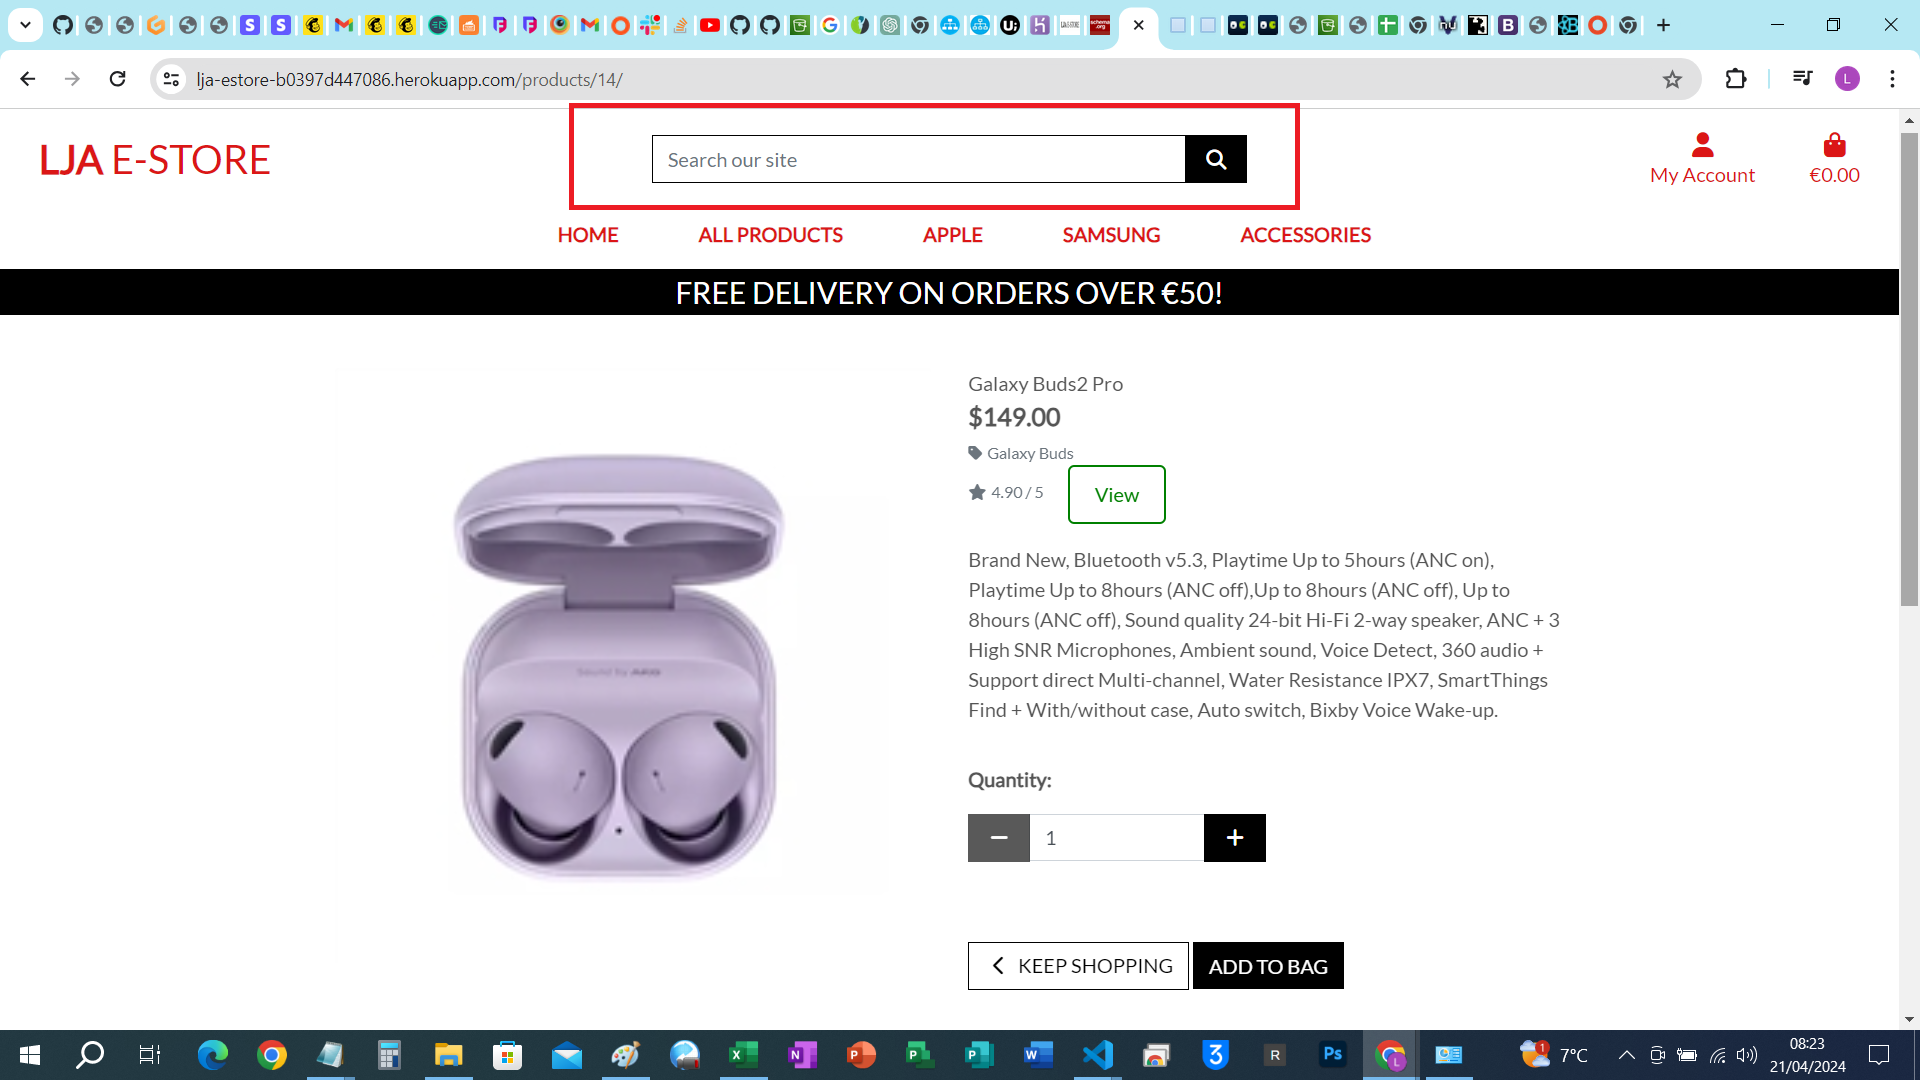 lja-estore-b0397d447086.herokuapp.com/products/14/
L
LJA E-STORE
Search our site
My Account
€0.00
HOME
ALL PRODUCTS
APPLE
SAMSUNG
ACCESSORIES
FREE DELIVERY ON ORDERS OVER €50!
Galaxy Buds2 Pro
$149.00
Galaxy Buds
4.90 / 5
View
Brand New, Bluetooth v5.3, Playtime Up to 5hours (ANC on),
Playtime Up to 8hours (ANC off),Up to 8hours (ANC off), Up to
8hours (ANC off), Sound quality 24-bit Hi-Fi 2-way speaker, ANC + 3
High SNR Microphones, Ambient sound, Voice Detect, 360 audio +
Support direct Multi-channel, Water Resistance IPX7, SmartThings
Find + With/without case, Auto switch, Bixby Voice Wake-up.
Sound by AKG
Quantity:
1
KEEP SHOPPING
ADD TO BAG
7°C
08:23
21/04/2024